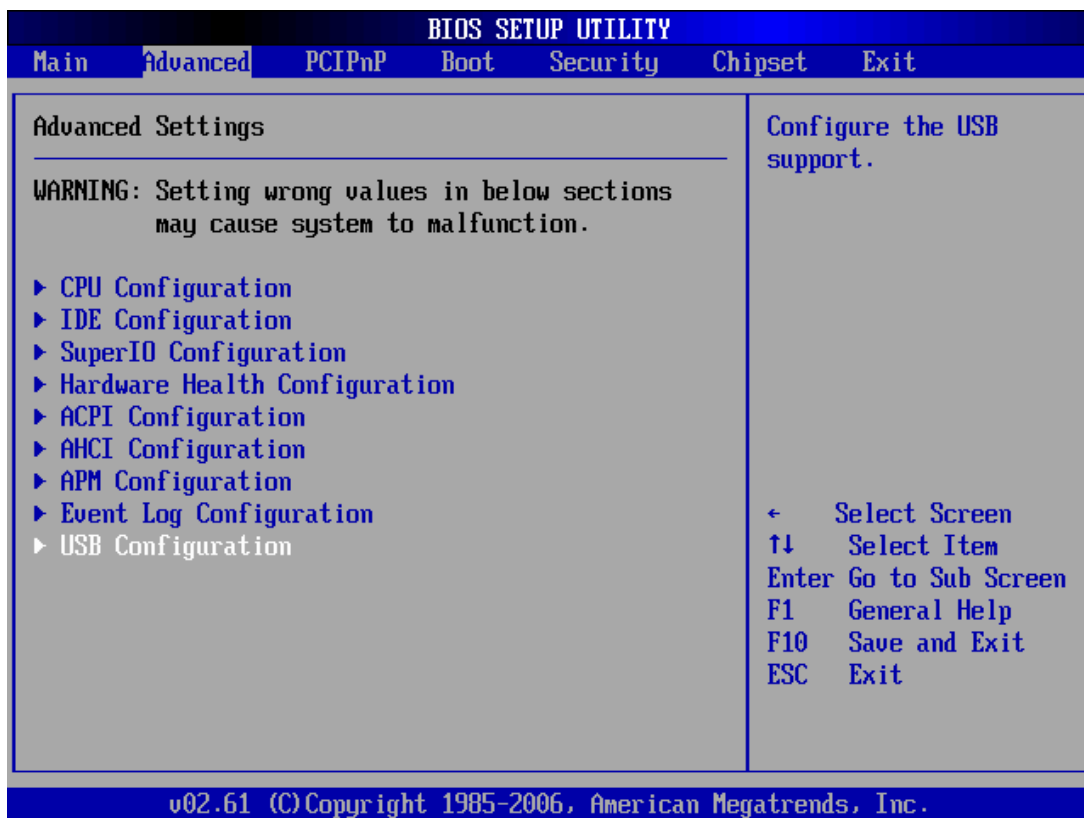 BIOS SETUP UTILITY
Main Advanced PCIPnP Boot Security Chipset Exit
Advanced Settings
WARNING: Setting wrong values in below sections
may cause system to malfunction.
CPU Configuration
IDE Configuration
SuperIO Configuration
Hardware Health Configuration
ACPI Configuration
AHCI Configuration
APM Configuration
Event Log Configuration
USB Configuration
Configure the USB
support.
← Select Screen
↑↓ Select Item
Enter Go to Sub Screen
F1 General Help
F10 Save and Exit
ESC Exit
v02.61 (C)Copyright 1985-2006, American Megatrends, Inc.